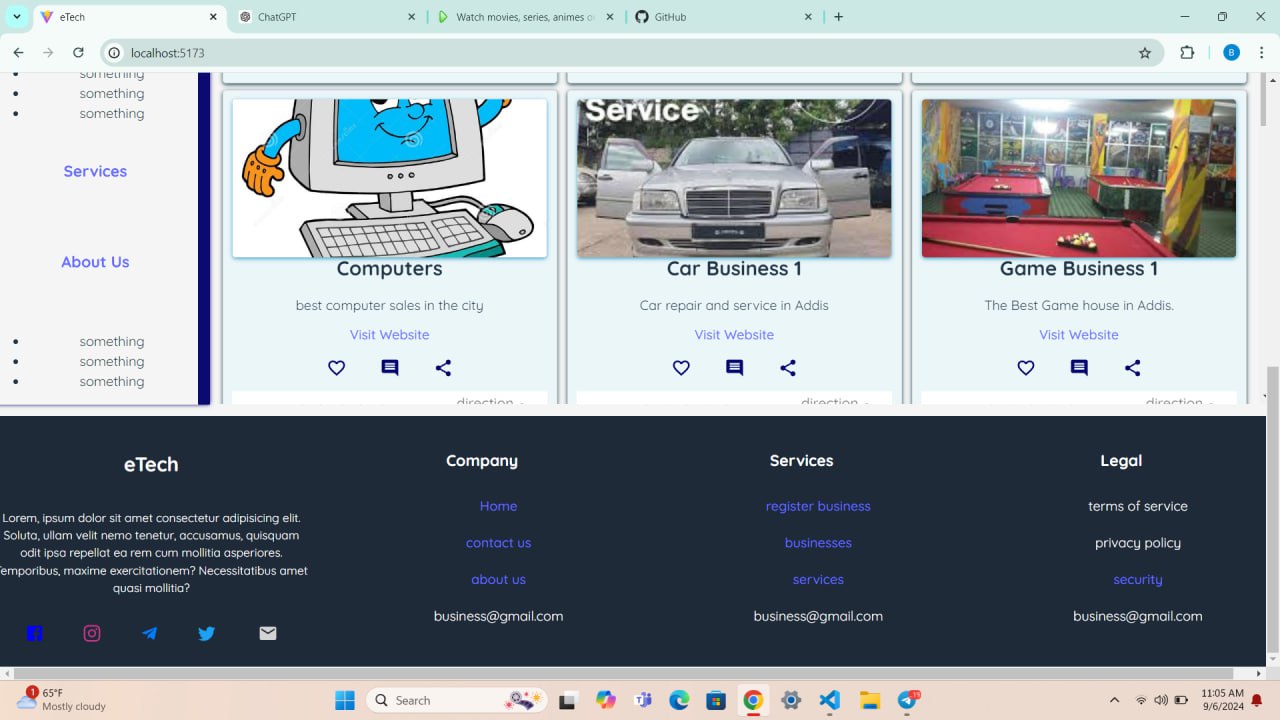 eTech
ChatGPT
Watch movies, series, animes o
GitHub
localhost:5173
B
something
something
something
Services
About Us
something
something
something
Computers
best computer sales in the city
Visit Website
direction
Service
Car Business 1
Car repair and service in Addis
Visit Website
direction
Game Business 1
The Best Game house in Addis.
Visit Website
direction
eTech
Lorem, ipsum dolor sit amet consectetur adipisicing elit.
Soluta, ullam velit nemo tenetur, accusamus, quisquam
odit ipsa repellat ea rem cum mollitia asperiores.
Temporibus, maxime exercitationem? Necessitatibus amet
quasi mollitia?
Company
Home
contact us
about us
business@gmail.com
Services
register business
businesses
services
business@gmail.com
Legal
terms of service
privacy policy
security
business@gmail.com
1
65°F
Mostly cloudy
Search
11:05 AM
9/6/2024